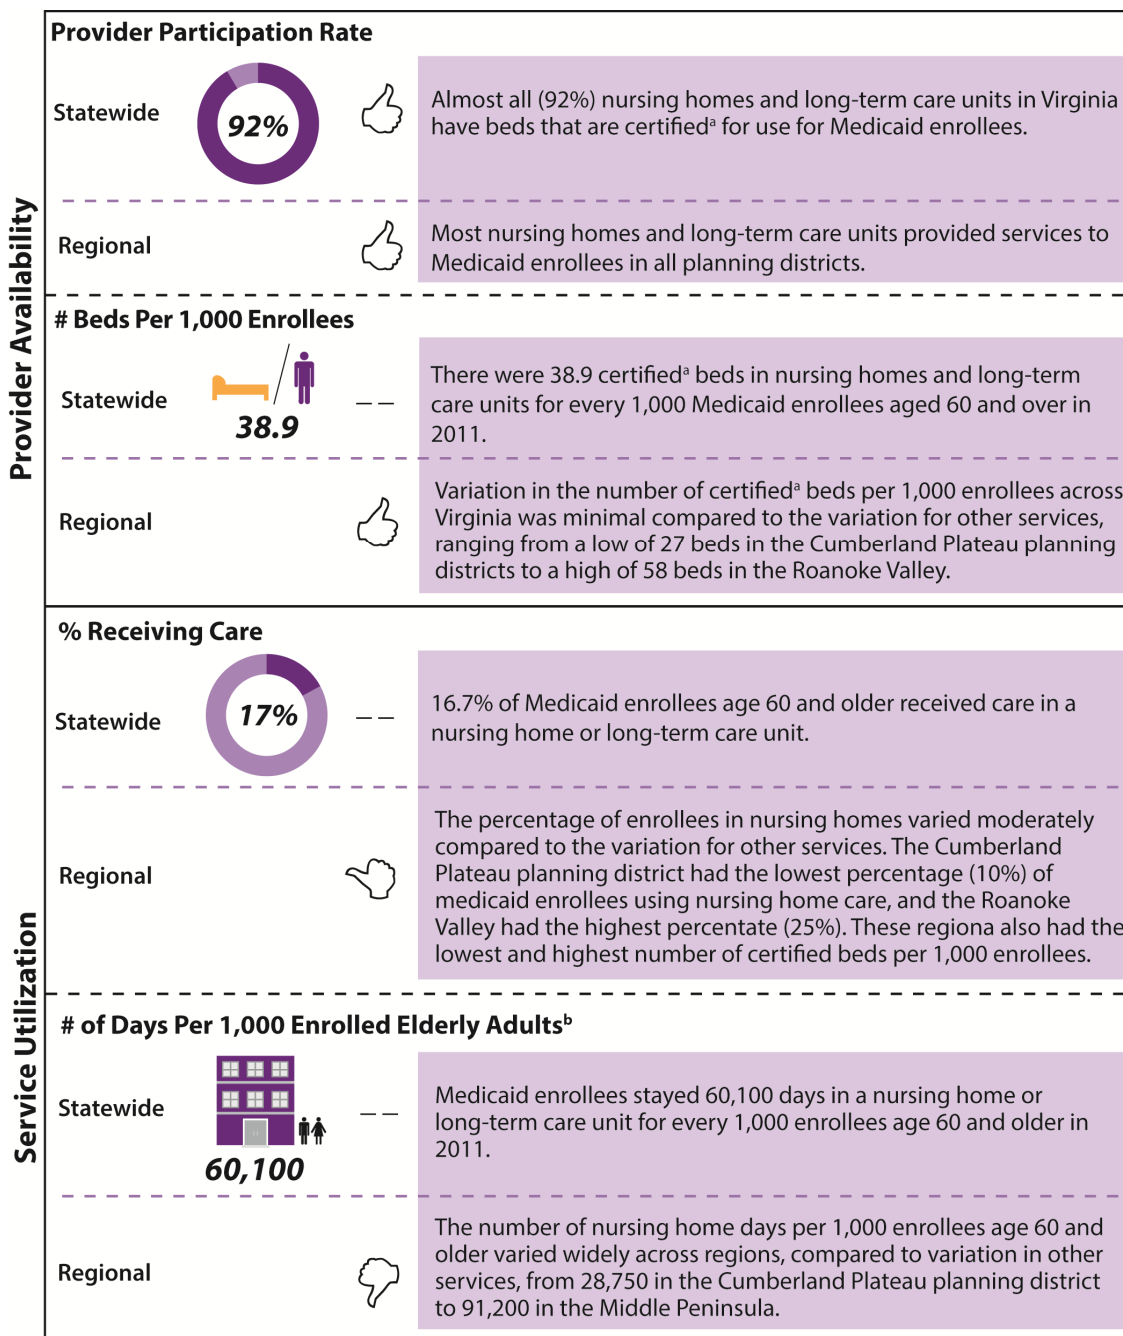 Provider Availability
Provider Participation Rate
Statewide
92%
Almost all (92%) nursing homes and long-term care units in Virginia
have beds that are certifiedᵃ for use for Medicaid enrollees.
Regional
Most nursing homes and long-term care units provided services to
Medicaid enrollees in all planning districts.
# Beds Per 1,000 Enrollees
Statewide
38.9
– –
There were 38.9 certifiedᵃ beds in nursing homes and long-term
care units for every 1,000 Medicaid enrollees aged 60 and over in
2011.
Regional
Variation in the number of certifiedᵃ beds per 1,000 enrollees across
Virginia was minimal compared to the variation for other services,
ranging from a low of 27 beds in the Cumberland Plateau planning
districts to a high of 58 beds in the Roanoke Valley.
Service Utilization
% Receiving Care
Statewide
17%
– –
16.7% of Medicaid enrollees age 60 and older received care in a
nursing home or long-term care unit.
Regional
The percentage of enrollees in nursing homes varied moderately
compared to the variation for other services. The Cumberland
Plateau planning district had the lowest percentage (10%) of
medicaid enrollees using nursing home care, and the Roanoke
Valley had the highest percentate (25%). These regiona also had the
lowest and highest number of certified beds per 1,000 enrollees.
# of Days Per 1,000 Enrolled Elderly Adultsᵇ
Statewide
60,100
– –
Medicaid enrollees stayed 60,100 days in a nursing home or
long-term care unit for every 1,000 enrollees age 60 and older in
2011.
Regional
The number of nursing home days per 1,000 enrollees age 60 and
older varied widely across regions, compared to variation in other
services, from 28,750 in the Cumberland Plateau planning district
to 91,200 in the Middle Peninsula.